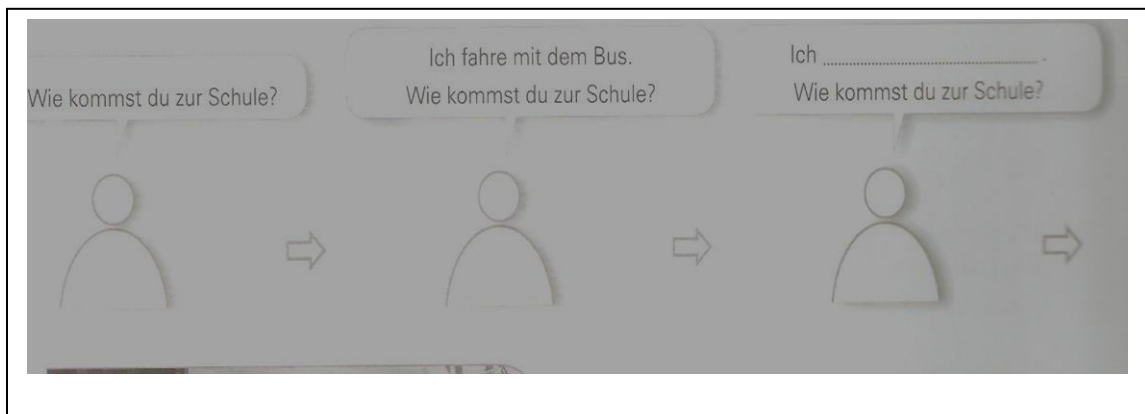 Wie kommst du zur Schule?
Ich fahre mit dem Bus.
Wie kommst du zur Schule?
Ich ........................................ .
Wie kommst du zur Schule?